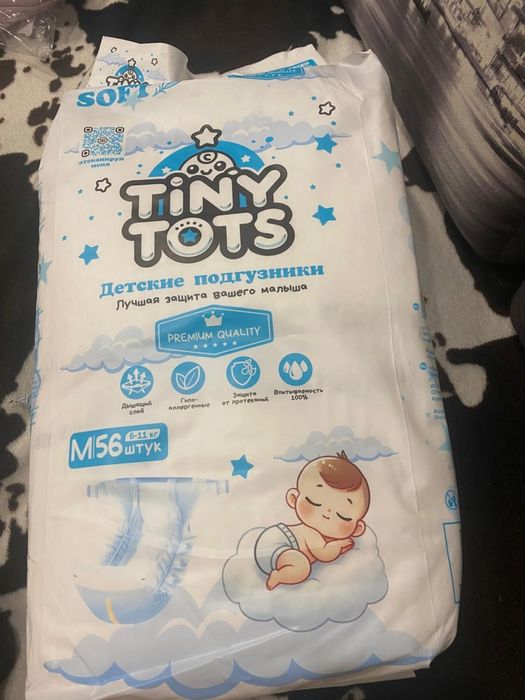 SOFT
отсканируй
меня
TiNY
TOTS
Детские подгузники
Лучшая защита вашего малыша
PREMIUM QUALITY
Дышащий
слой
Гипо-
аллергенные
Защита
от протеканий
Впитываемость
100%
M|56
6-11 кг
штук